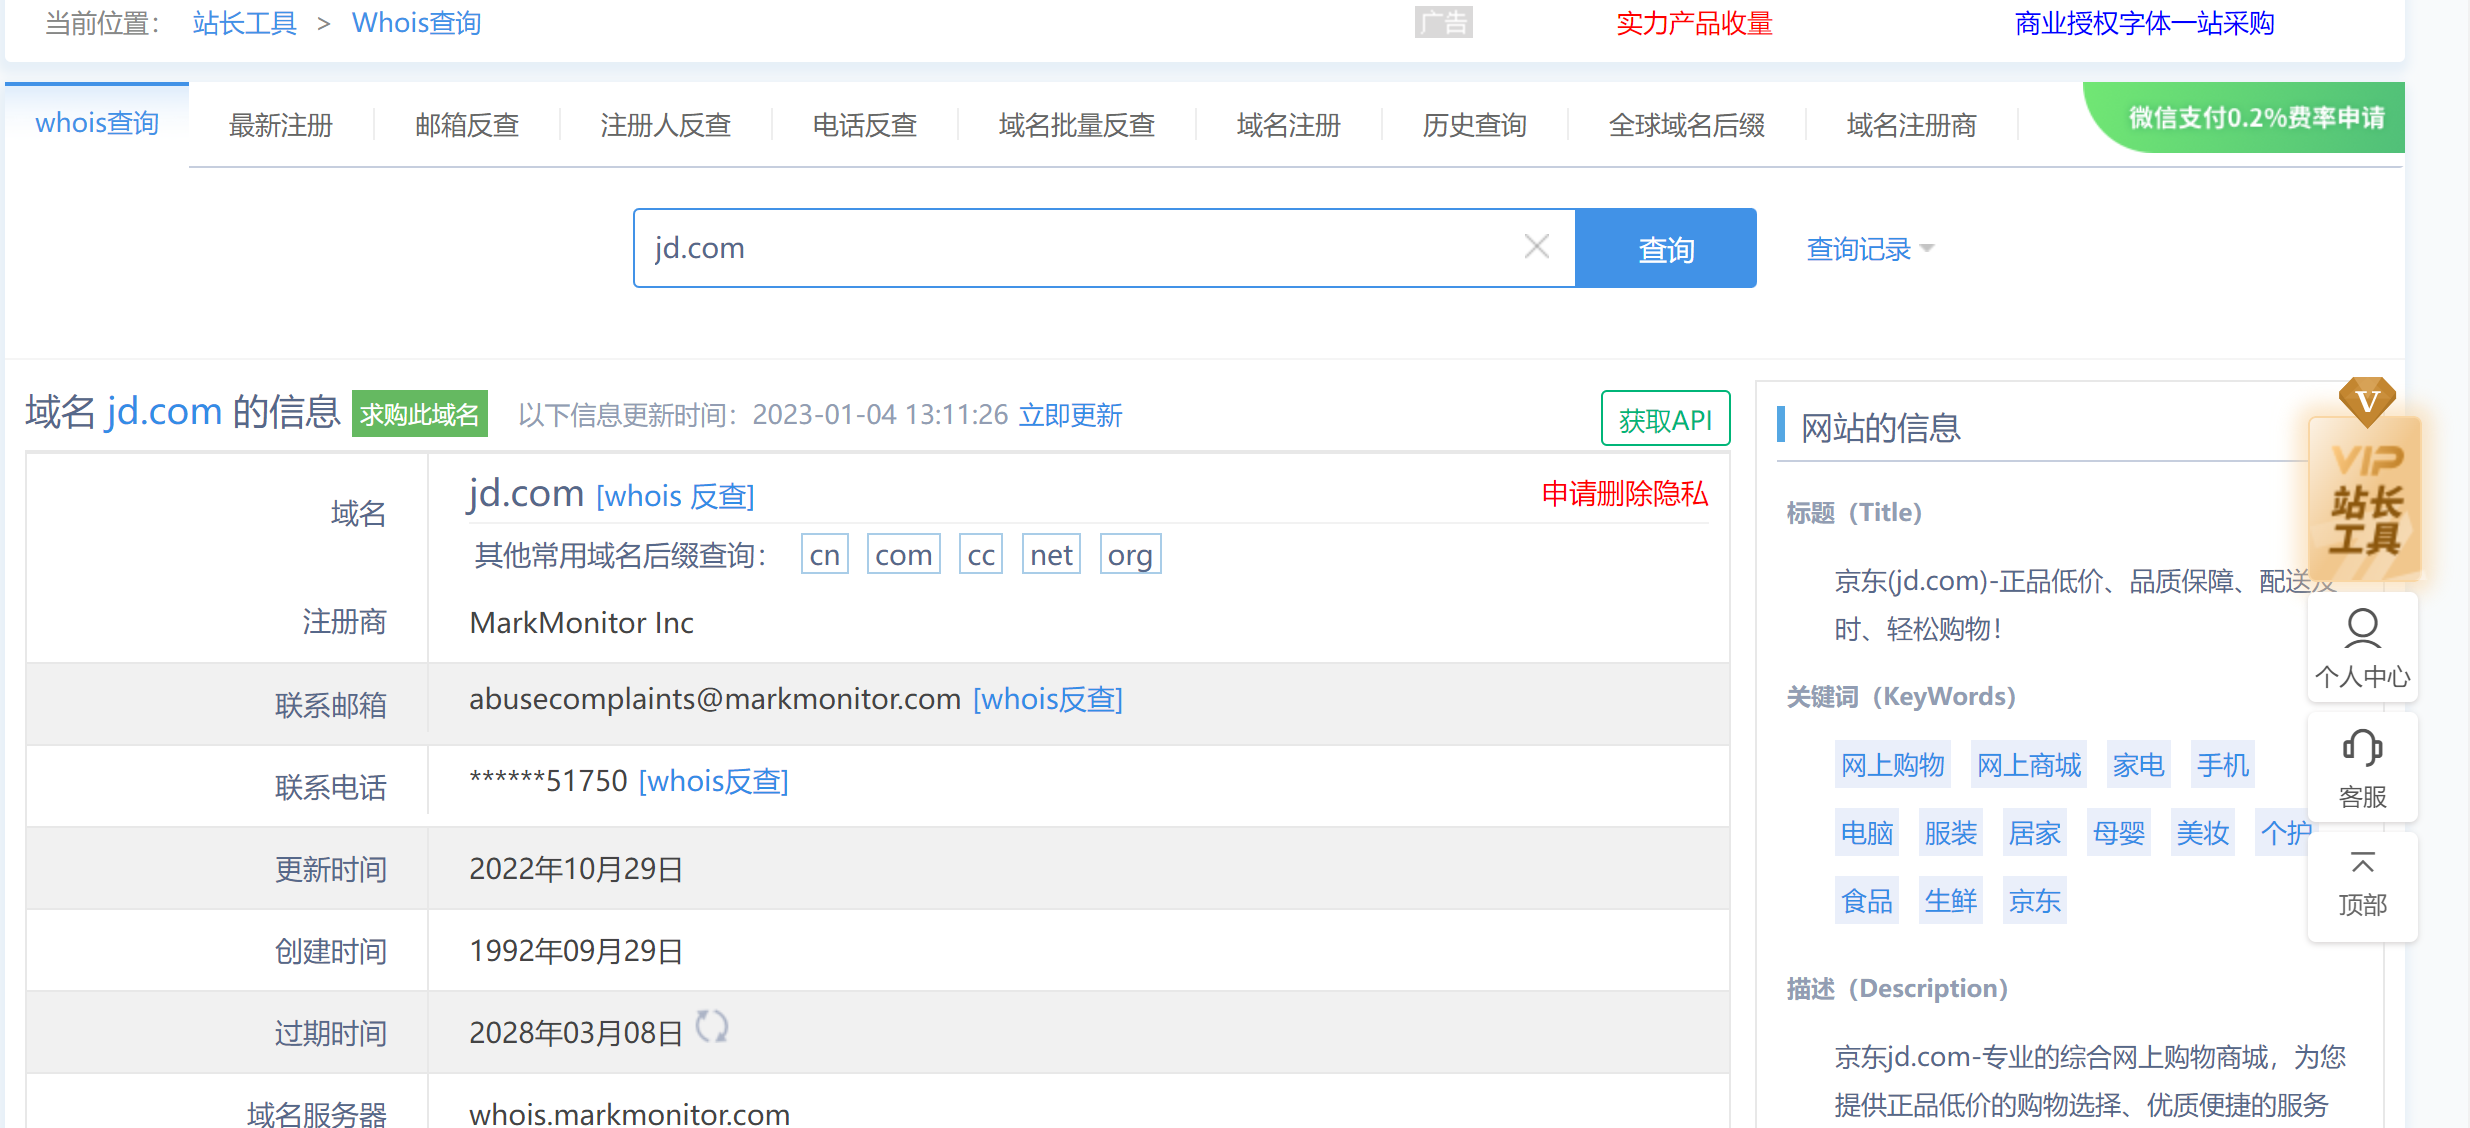 当前位置： 站长工具 > Whois查询 广告 实力产品收量 商业授权字体一站采购
whois查询 最新注册 邮箱反查 注册人反查 电话反查 域名批量反查 域名注册 历史查询 全球域名后缀 域名注册商 微信支付0.2%费率申请
jd.com 查询 查询记录
域名 jd.com 的信息 求购此域名 以下信息更新时间：2023-01-04 13:11:26 立即更新 获取API
域名 jd.com [whois 反查] 申请删除隐私
其他常用域名后缀查询： cn com cc net org
注册商 MarkMonitor Inc
联系邮箱 abusecomplaints@markmonitor.com [whois反查]
联系电话 ******51750 [whois反查]
更新时间 2022年10月29日
创建时间 1992年09月29日
过期时间 2028年03月08日
域名服务器 whois.markmonitor.com
网站的信息
标题（Title）
京东(jd.com)-正品低价、品质保障、配送及
时、轻松购物！
关键词（KeyWords）
网上购物 网上商城 家电 手机
电脑 服装 居家 母婴 美妆 个护
食品 生鲜 京东
描述（Description）
京东jd.com-专业的综合网上购物商城，为您
提供正品低价的购物选择、优质便捷的服务
V
VIP
站长
工具
个人中心
客服
顶部